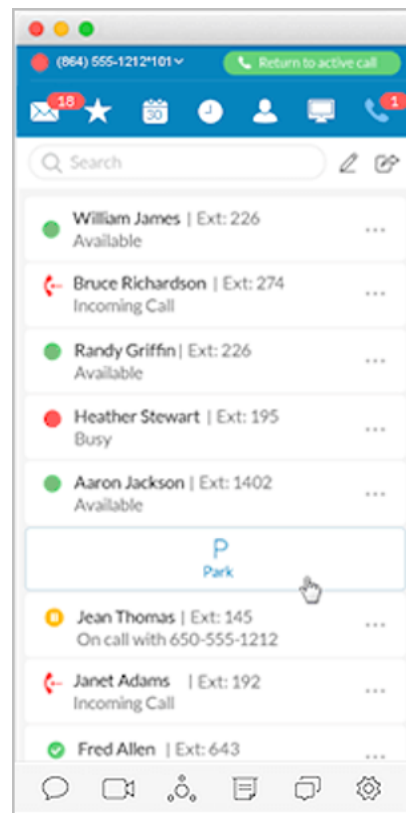 (864) 555-1212*101
Return to active call
18
30
1
Search
William James | Ext: 226
Available
Bruce Richardson | Ext: 274
Incoming Call
Randy Griffin | Ext: 226
Available
Heather Stewart | Ext: 195
Busy
Aaron Jackson | Ext: 1402
Available
P
Park
Jean Thomas | Ext: 145
On call with 650-555-1212
Janet Adams | Ext: 192
Incoming Call
Fred Allen | Ext: 643